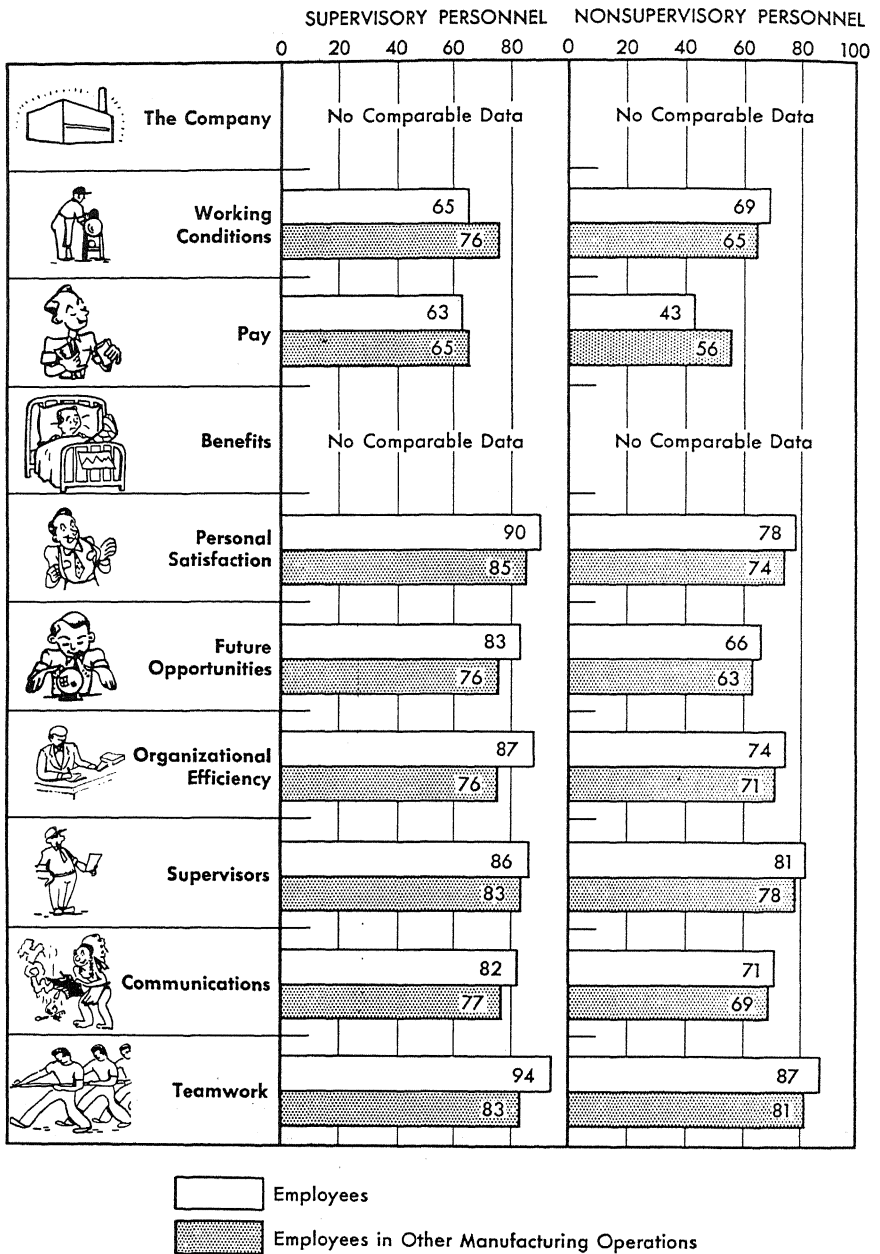 SUPERVISORY PERSONNEL NONSUPERVISORY PERSONNEL
0 20 40 60 80 0 20 40 60 80 100
The Company No Comparable Data No Comparable Data
Working
Conditions
65 69
76 65
Pay
63 43
65 56
Benefits No Comparable Data No Comparable Data
Personal
Satisfaction
90 78
85 74
Future
Opportunities
83 66
76 63
Organizational
Efficiency
87 74
76 71
Supervisors
86 81
83 78
Communications
82 71
77 69
Teamwork
94 87
83 81
Employees
Employees in Other Manufacturing Operations